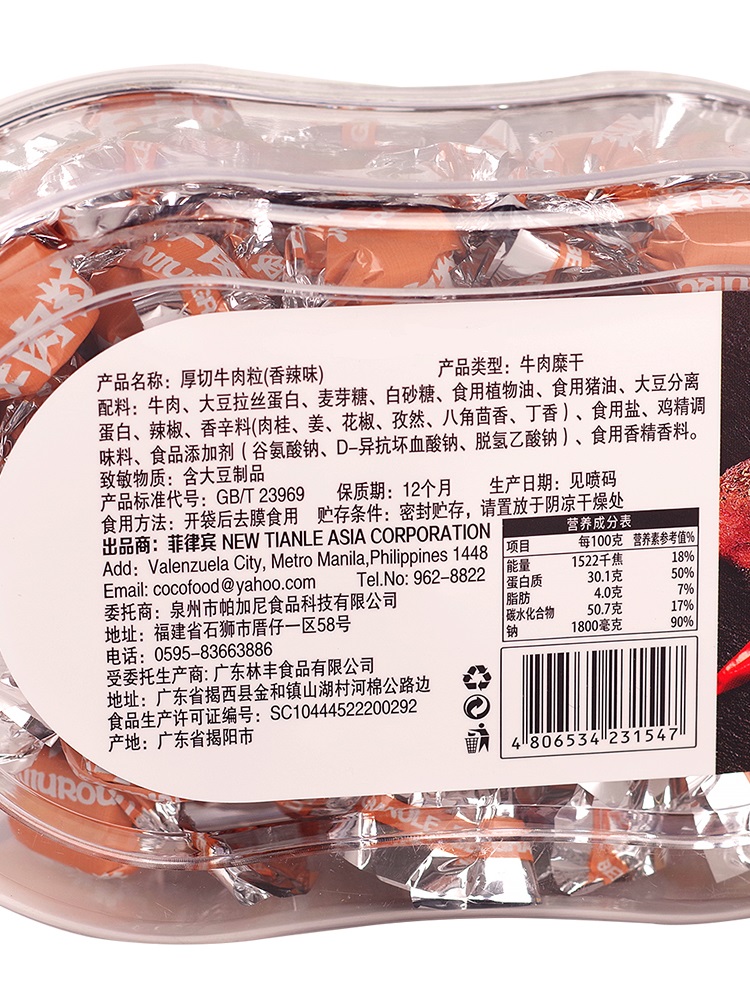 产品名称：厚切牛肉粒(香辣味) 产品类型：牛肉糜干
配料：牛肉、大豆拉丝蛋白、麦芽糖、白砂糖、食用植物油、食用猪油、大豆分离
蛋白、辣椒、香辛料(肉桂、姜、花椒、孜然、八角茴香、丁香)、食用盐、鸡精调
味料、食品添加剂（谷氨酸钠、D-异抗坏血酸钠、脱氢乙酸钠）、食用香精香料。
致敏物质：含大豆制品
产品标准代号：GB/T 23969 保质期：12个月 生产日期：见喷码
食用方法：开袋后去膜食用 贮存条件：密封贮存，请置放于阴凉干燥处
出品商：菲律宾 NEW TIANLE ASIA CORPORATION
Add：Valenzuela City, Metro Manila,Philippines 1448
Email: cocofood@yahoo.com Tel.No: 962-8822
委托商：泉州市帕加尼食品科技有限公司
地址：福建省石狮市厝仔一区58号
电话：0595-83663886
受委托生产商：广东林丰食品有限公司
地址：广东省揭西县金和镇山湖村河棉公路边
食品生产许可证编号：SC10444522200292
产地：广东省揭阳市
营养成分表
项目 每100克 营养素参考值%
能量 1522千焦 18%
蛋白质 30.1克 50%
脂肪 4.0克 7%
碳水化合物 50.7克 17%
钠 1800毫克 90%
4 806534 231547